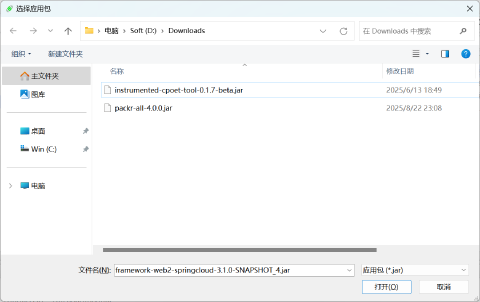 选择应用包
电脑 › Soft (D:) › Downloads
在 Downloads 中搜索
组织
新建文件夹
主文件夹
图库
桌面
Win (C:)
电脑
名称
修改日期
instrumented-cpoet-tool-0.1.7-beta.jar
2025/6/13 18:49
packr-all-4.0.0.jar
2025/8/22 23:08
文件名(N):
framework-web2-springcloud-3.1.0-SNAPSHOT_4.jar
应用包 (*.jar)
打开(O)
取消